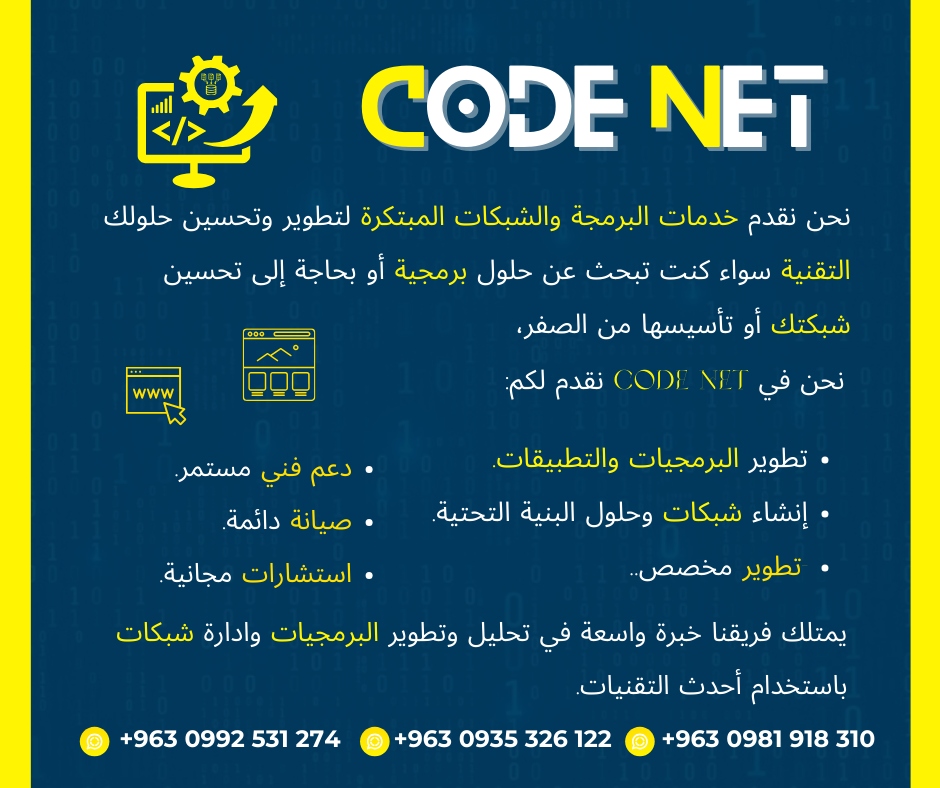 CODE NET
</>
نحن نقدم خدمات البرمجة والشبكات المبتكرة لتطوير وتحسين حلولك
التقنية سواء كنت تبحث عن حلول برمجية أو بحاجة إلى تحسين
شبكتك أو تأسيسها من الصفر،
نحن في CODE NET نقدم لكم:
WWW
• تطوير البرمجيات والتطبيقات.
• إنشاء شبكات وحلول البنية التحتية.
• تطوير مخصص..
• دعم فني مستمر.
• صيانة دائمة.
• استشارات مجانية.
يمتلك فريقنا خبرة واسعة في تحليل وتطوير البرمجيات وادارة شبكات
باستخدام أحدث التقنيات.
+963 0992 531 274
+963 0935 326 122
+963 0981 918 310